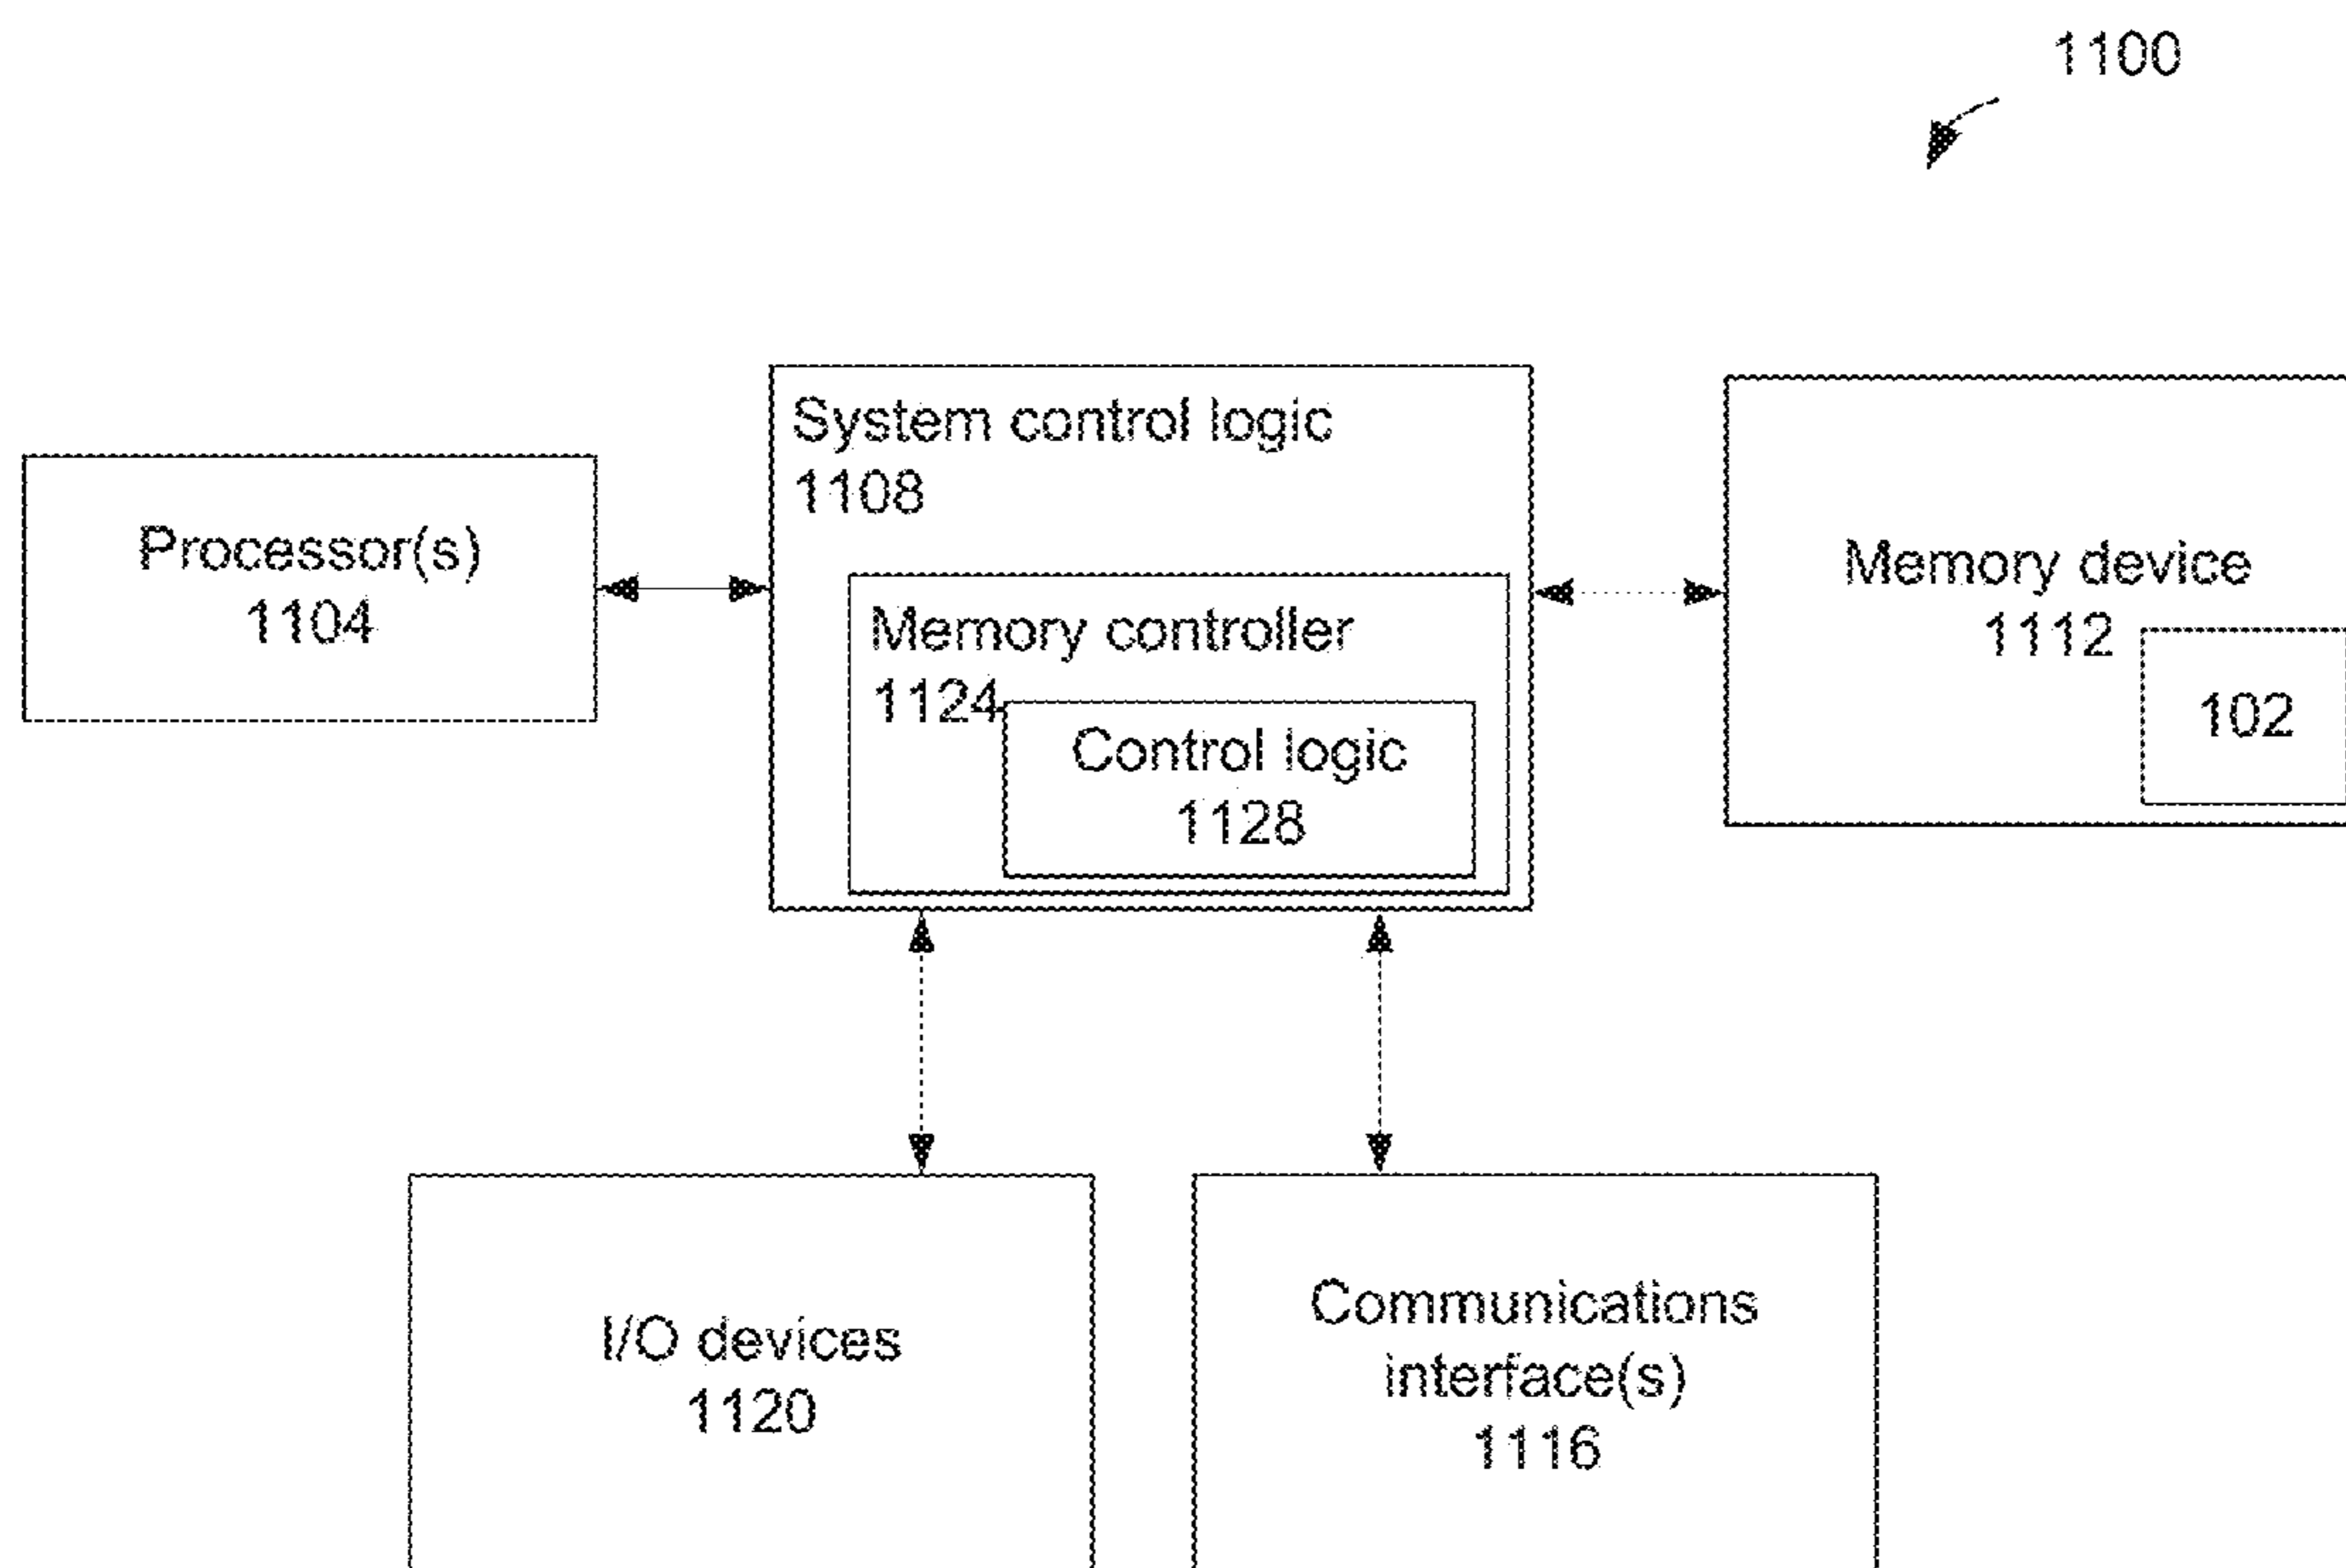 1100
System control logic
1108
Processor(s)
1104
Memory controller
1124
Control logic
1128
Memory device
1112
102
I/O devices
1120
Communications
interface(s)
1116